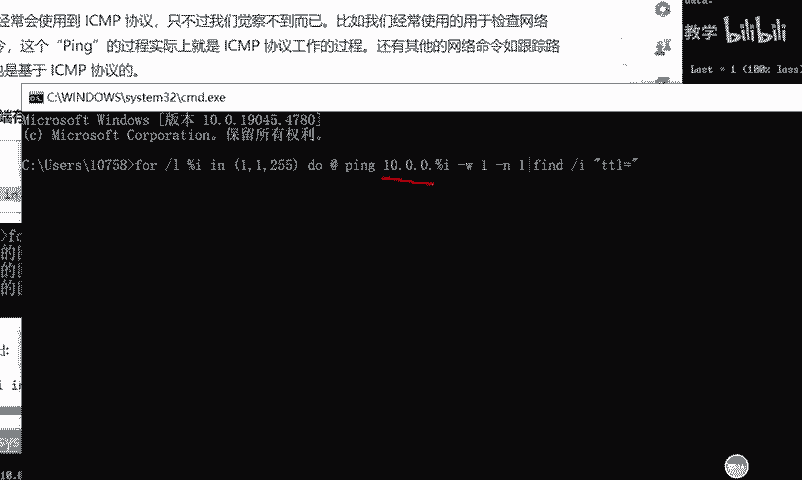 经常会使用到 ICMP 协议，只不过我们觉察不到而已。比如我们经常使用的用于检查网络
令，这个“Ping”的过程实际上就是 ICMP 协议工作的过程。还有其他的网络命令如跟踪路
也是基于 ICMP 协议的。
教学 bilibili
Lost = 1 (100% loss)
C:\WINDOWS\system32\cmd.exe
Microsoft Windows [版本 10.0.19045.4780]
(c) Microsoft Corporation。保留所有权利。
C:\Users\10758>for /l %i in (1,1,255) do @ ping 10.0.0.%i -w 1 -n 1|find /i "ttl="